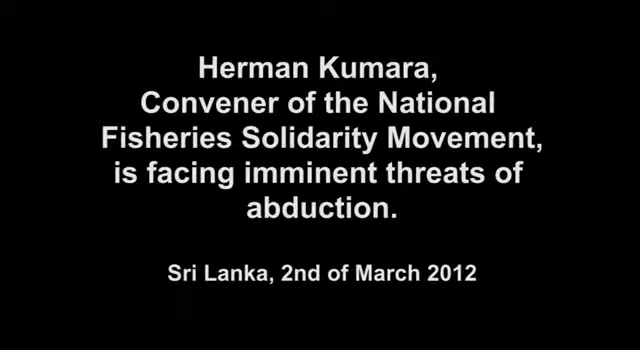 Herman Kumara,
Convener of the National
Fisheries Solidarity Movement,
is facing imminent threats of
abduction.
Sri Lanka, 2nd of March 2012